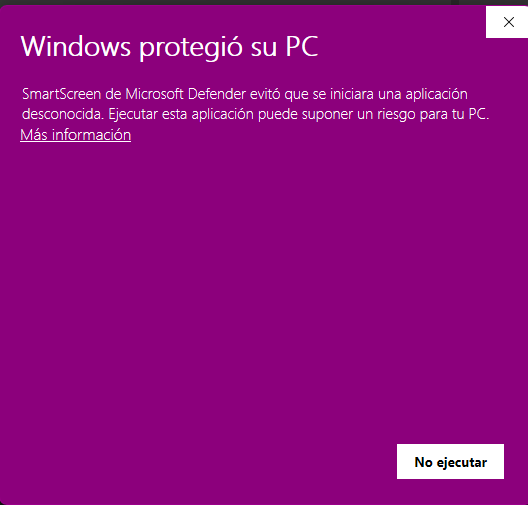 Windows protegió su PC
SmartScreen de Microsoft Defender evitó que se iniciara una aplicación
desconocida. Ejecutar esta aplicación puede suponer un riesgo para tu PC.
Más información
No ejecutar